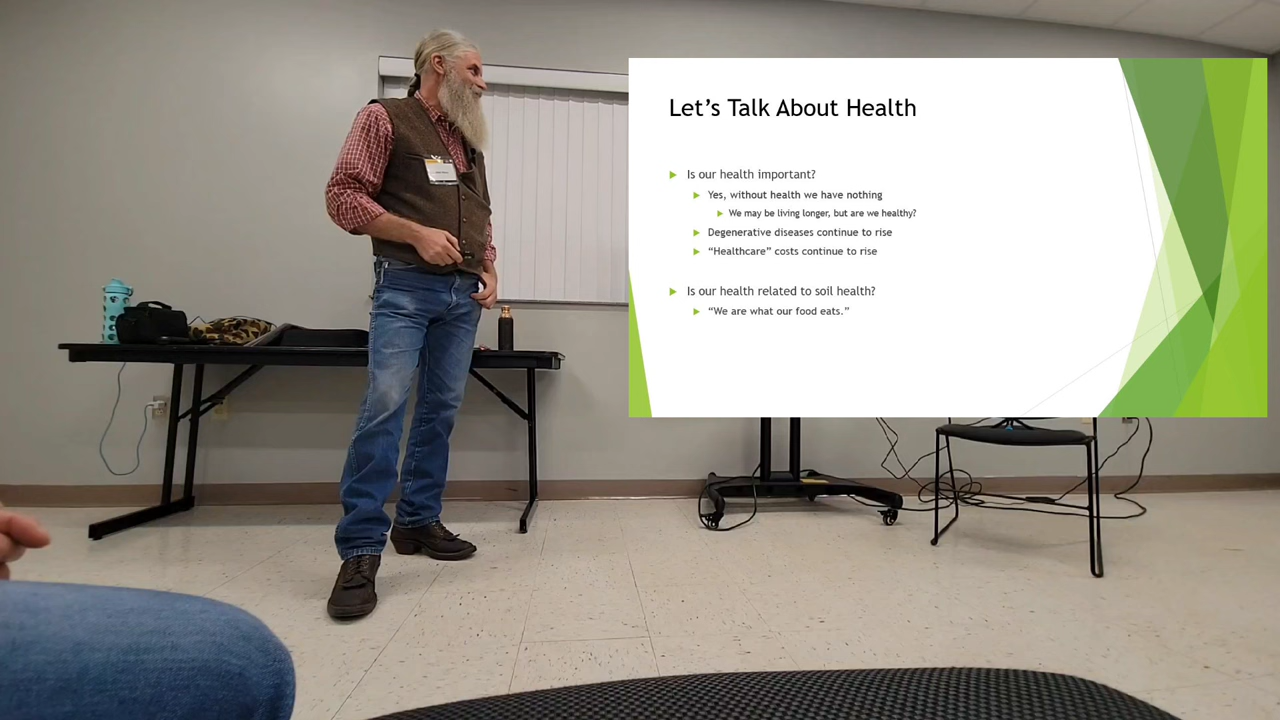 Let’s Talk About Health
Is our health important?
Yes, without health we have nothing
We may be living longer, but are we healthy?
Degenerative diseases continue to rise
“Healthcare” costs continue to rise
Is our health related to soil health?
“We are what our food eats.”